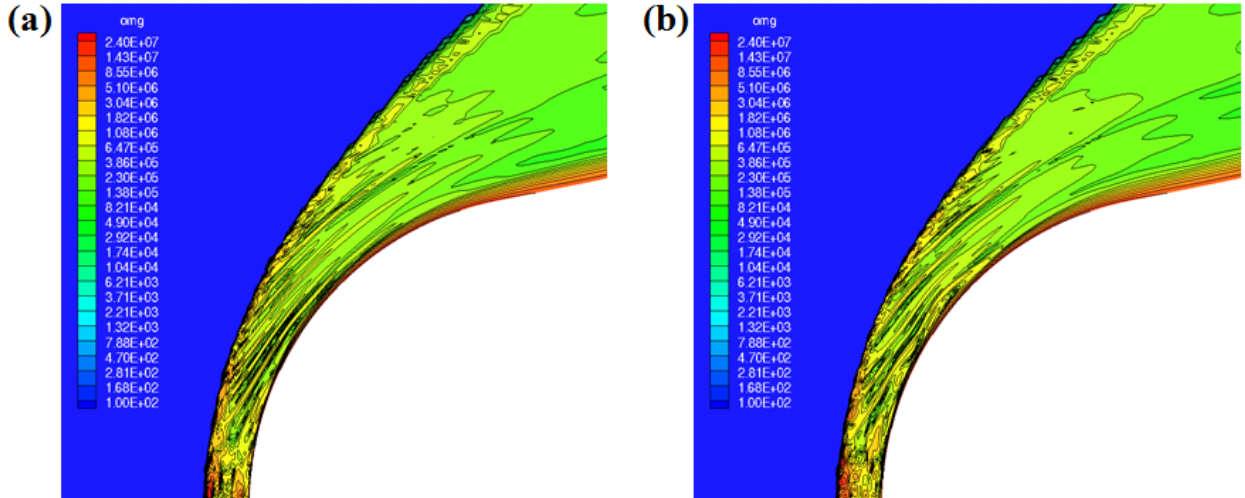 (a)
omg
2.40E+07
1.43E+07
8.55E+06
5.10E+06
3.04E+06
1.82E+06
1.08E+06
6.47E+05
3.86E+05
2.30E+05
1.38E+05
8.21E+04
4.90E+04
2.92E+04
1.74E+04
1.04E+04
6.21E+03
3.71E+03
2.21E+03
1.32E+03
7.88E+02
4.70E+02
2.81E+02
1.68E+02
1.00E+02
(b)
omg
2.40E+07
1.43E+07
8.55E+06
5.10E+06
3.04E+06
1.82E+06
1.08E+06
6.47E+05
3.86E+05
2.30E+05
1.38E+05
8.21E+04
4.90E+04
2.92E+04
1.74E+04
1.04E+04
6.21E+03
3.71E+03
2.21E+03
1.32E+03
7.88E+02
4.70E+02
2.81E+02
1.68E+02
1.00E+02